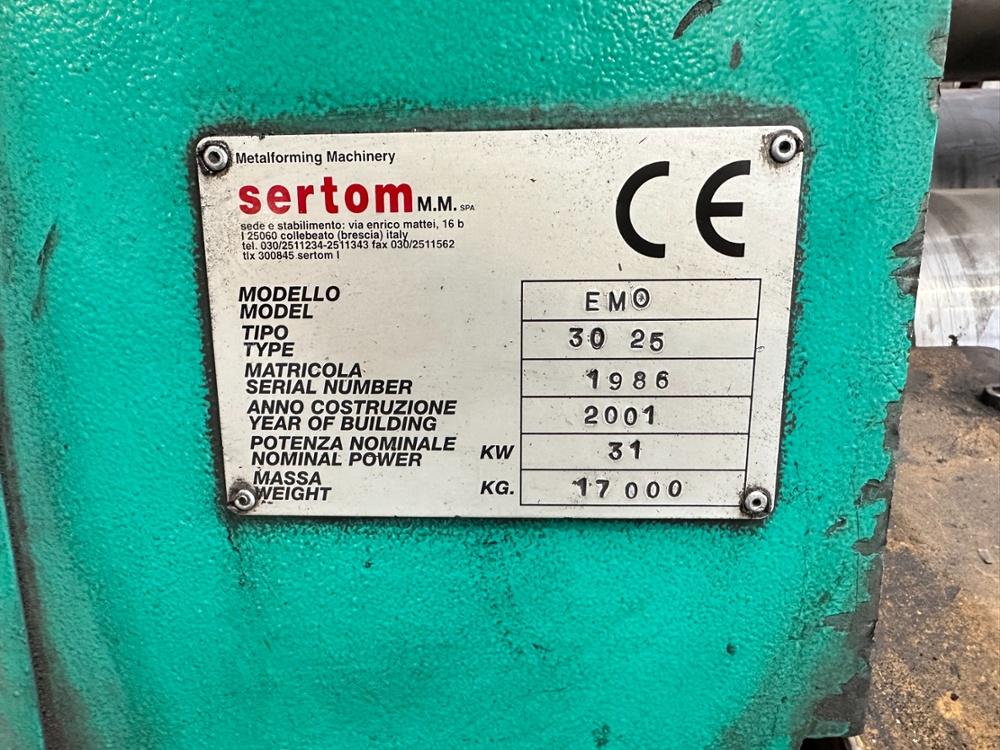 Metalforming Machinery
sertom M.M. SPA
sede e stabilimento: via enrico mattei, 16 b
I 25060 collebeato (brescia) italy
tel. 030/2511234-2511343 fax 030/2511562
tlx 300845 sertom I
CE
MODELLO
MODEL
EMO
TIPO
TYPE
30 25
MATRICOLA
SERIAL NUMBER
1986
ANNO COSTRUZIONE
YEAR OF BUILDING
2001
POTENZA NOMINALE
NOMINAL POWER
KW
31
MASSA
WEIGHT
KG.
17000